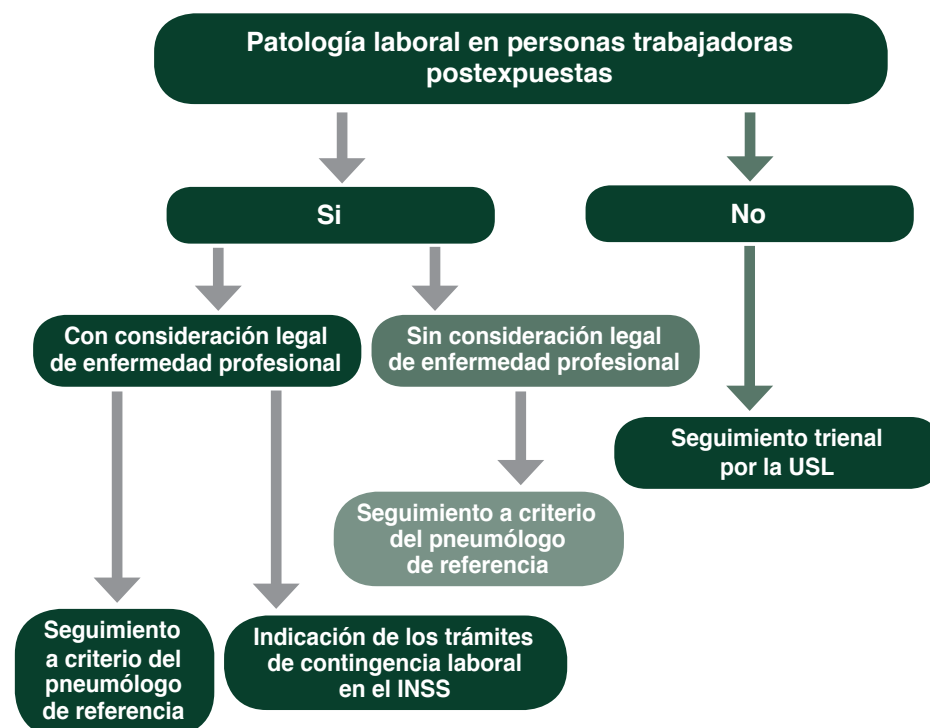 Patología laboral en personas trabajadoras
postexpuestas
Si
No
Con consideración legal
de enfermedad profesional
Sin consideración legal
de enfermedad profesional
Seguimiento trienal
por la USL
Seguimiento a criterio
del pneumólogo
de referencia
Seguimiento
a criterio del
pneumólogo
de referencia
Indicación de los trámites
de contingencia laboral
en el INSS